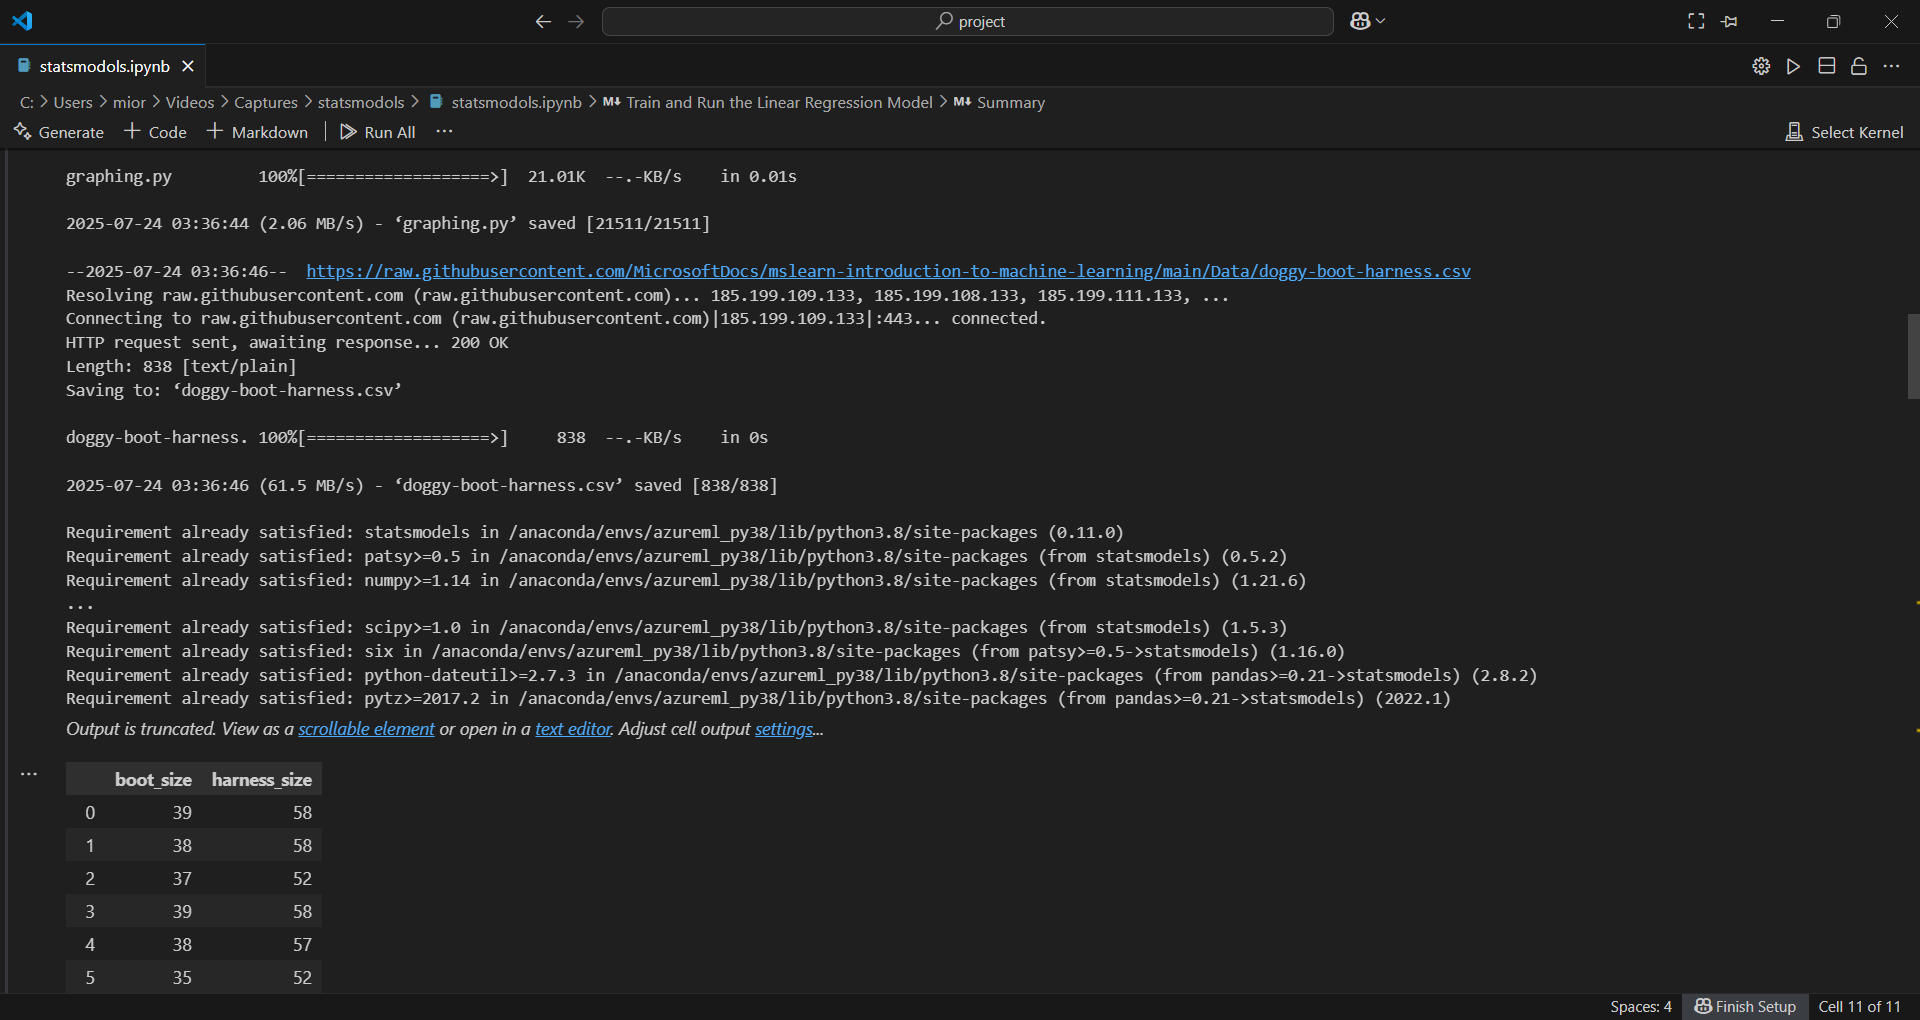 project
statsmodols.ipynb
C: > Users > mior > Videos > Captures > statsmodols > statsmodols.ipynb > M↓ Train and Run the Linear Regression Model > M↓ Summary
Generate + Code + Markdown | Run All ...
Select Kernel
graphing.py         100%[===================>]  21.01K  --.-KB/s    in 0.01s
2025-07-24 03:36:44 (2.06 MB/s) - ‘graphing.py’ saved [21511/21511]
--2025-07-24 03:36:46--  https://raw.githubusercontent.com/MicrosoftDocs/mslearn-introduction-to-machine-learning/main/Data/doggy-boot-harness.csv
Resolving raw.githubusercontent.com (raw.githubusercontent.com)... 185.199.109.133, 185.199.108.133, 185.199.111.133, ...
Connecting to raw.githubusercontent.com (raw.githubusercontent.com)|185.199.109.133|:443... connected.
HTTP request sent, awaiting response... 200 OK
Length: 838 [text/plain]
Saving to: ‘doggy-boot-harness.csv’
doggy-boot-harness. 100%[===================>]     838  --.-KB/s    in 0s
2025-07-24 03:36:46 (61.5 MB/s) - ‘doggy-boot-harness.csv’ saved [838/838]
Requirement already satisfied: statsmodels in /anaconda/envs/azureml_py38/lib/python3.8/site-packages (0.11.0)
Requirement already satisfied: patsy>=0.5 in /anaconda/envs/azureml_py38/lib/python3.8/site-packages (from statsmodels) (0.5.2)
Requirement already satisfied: numpy>=1.14 in /anaconda/envs/azureml_py38/lib/python3.8/site-packages (from statsmodels) (1.21.6)
...
Requirement already satisfied: scipy>=1.0 in /anaconda/envs/azureml_py38/lib/python3.8/site-packages (from statsmodels) (1.5.3)
Requirement already satisfied: six in /anaconda/envs/azureml_py38/lib/python3.8/site-packages (from patsy>=0.5->statsmodels) (1.16.0)
Requirement already satisfied: python-dateutil>=2.7.3 in /anaconda/envs/azureml_py38/lib/python3.8/site-packages (from pandas>=0.21->statsmodels) (2.8.2)
Requirement already satisfied: pytz>=2017.2 in /anaconda/envs/azureml_py38/lib/python3.8/site-packages (from pandas>=0.21->statsmodels) (2022.1)
Output is truncated. View as a scrollable element or open in a text editor. Adjust cell output settings...
... boot_size harness_size
0 39 58
1 38 58
2 37 52
3 39 58
4 38 57
5 35 52
Spaces: 4 Finish Setup Cell 11 of 11